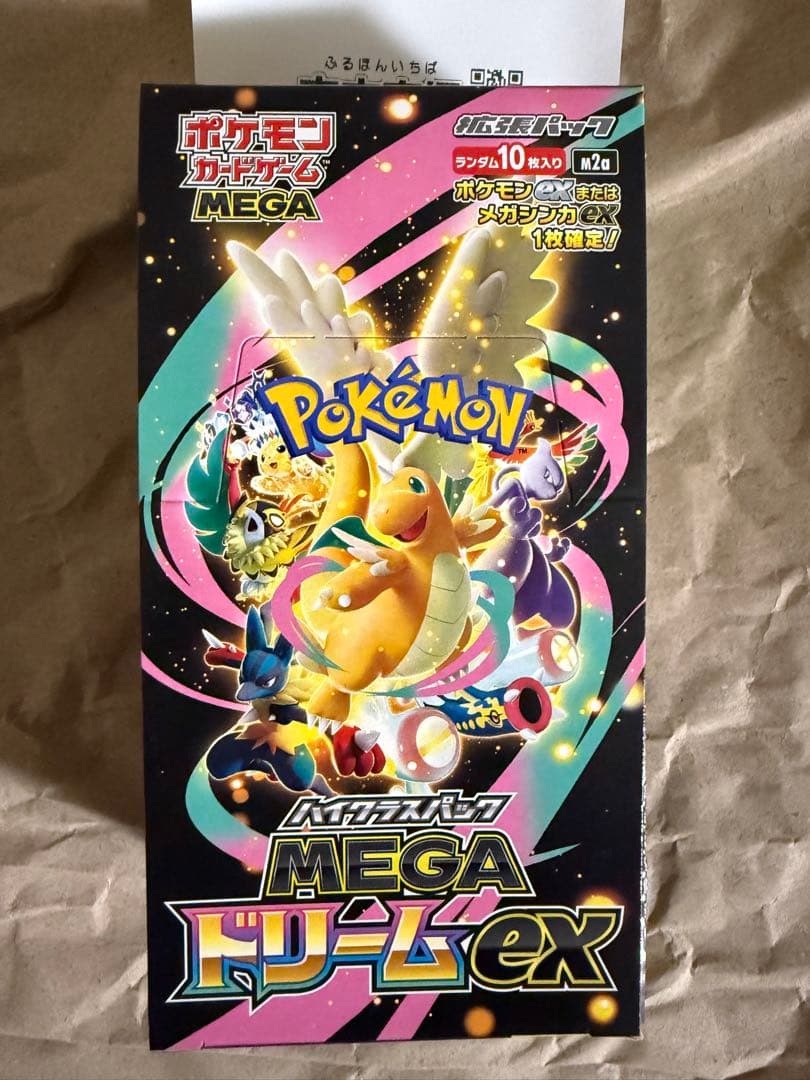 ふるほんいちば
ポケモン
カードゲーム™
MEGA
拡張パック
ランダム10枚入り
M2a
ポケモンexまたは
メガシンカex
1枚確定!
POKéMON
™
ハイクラスパック
MEGA
ドリームex